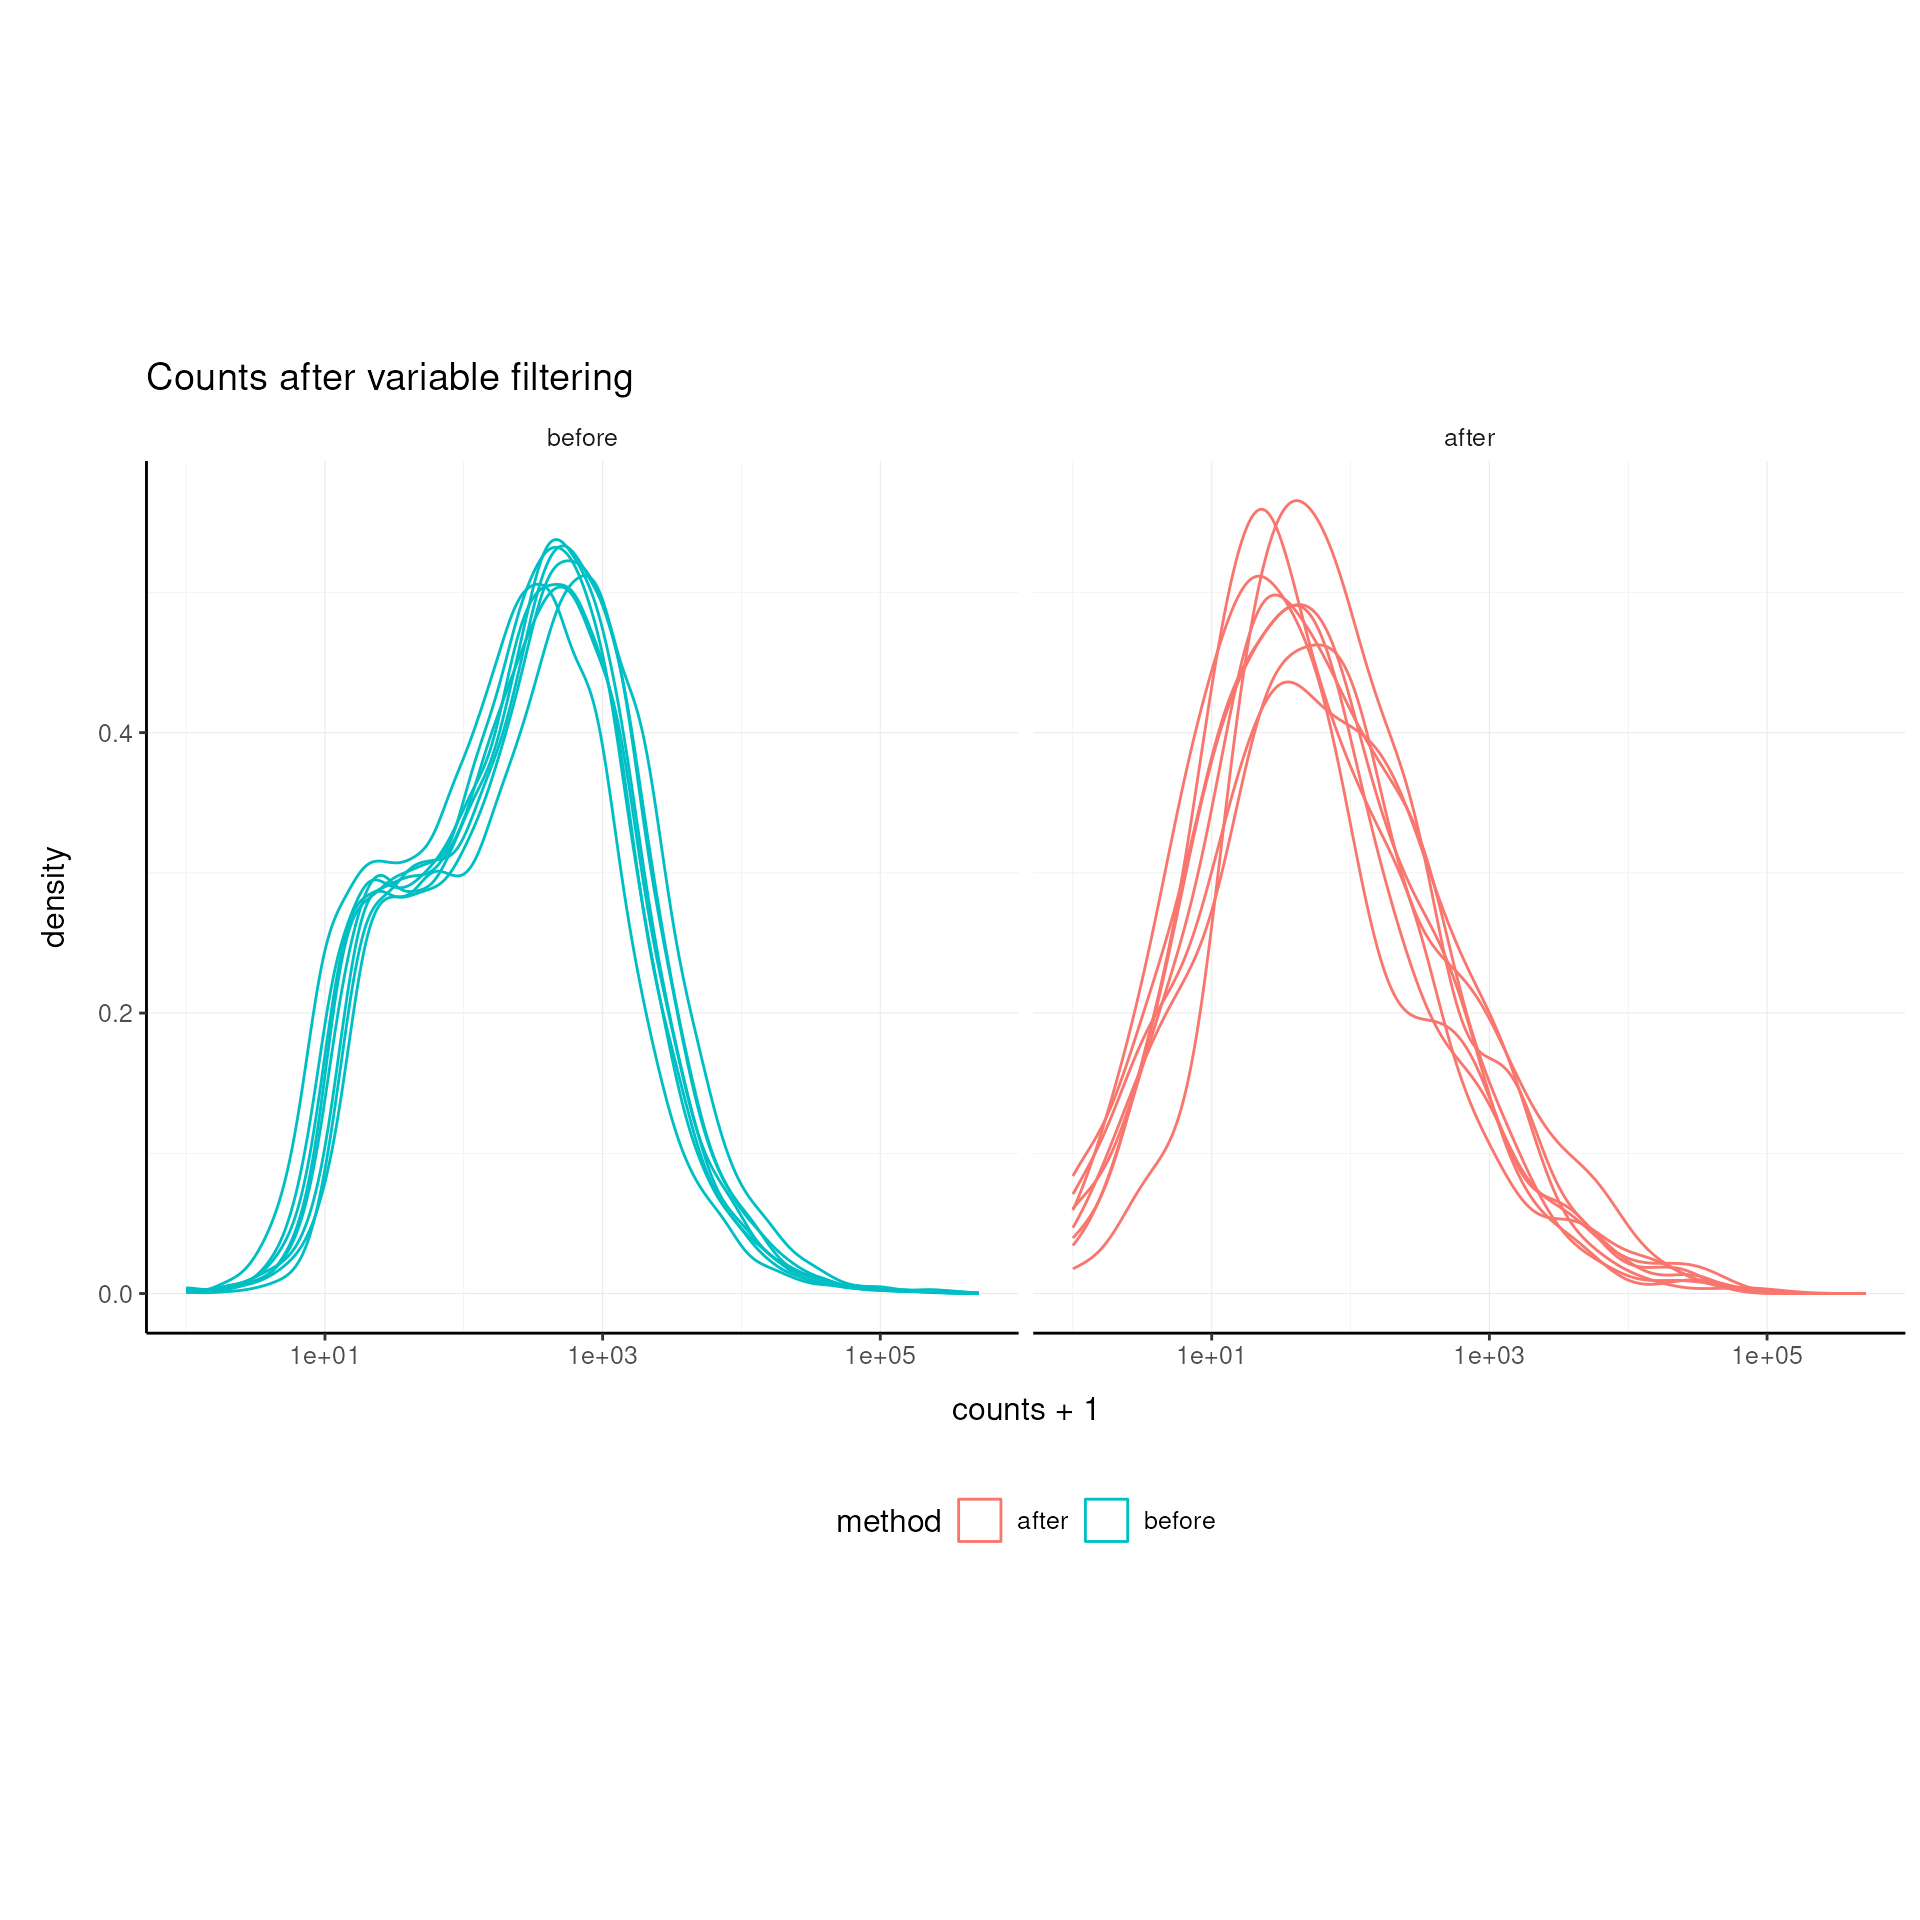 Counts after variable filtering
before
after
density
0.4
0.2
0.0
1e+01
1e+03
1e+05
1e+01
1e+03
1e+05
counts + 1
method after before